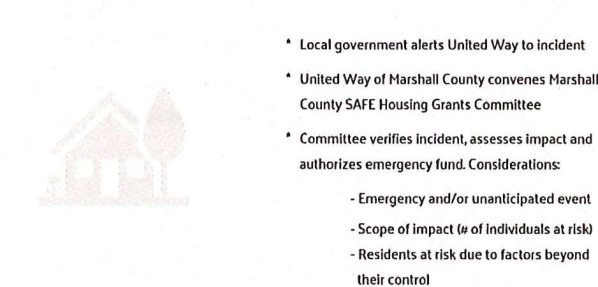 * Local government alerts United Way to incident
* United Way of Marshall County convenes Marshall
County SAFE Housing Grants Committee
* Committee verifies incident, assesses impact and
authorizes emergency fund. Considerations:
- Emergency and/or unanticipated event
- Scope of impact (# of individuals at risk)
- Residents at risk due to factors beyond
their control